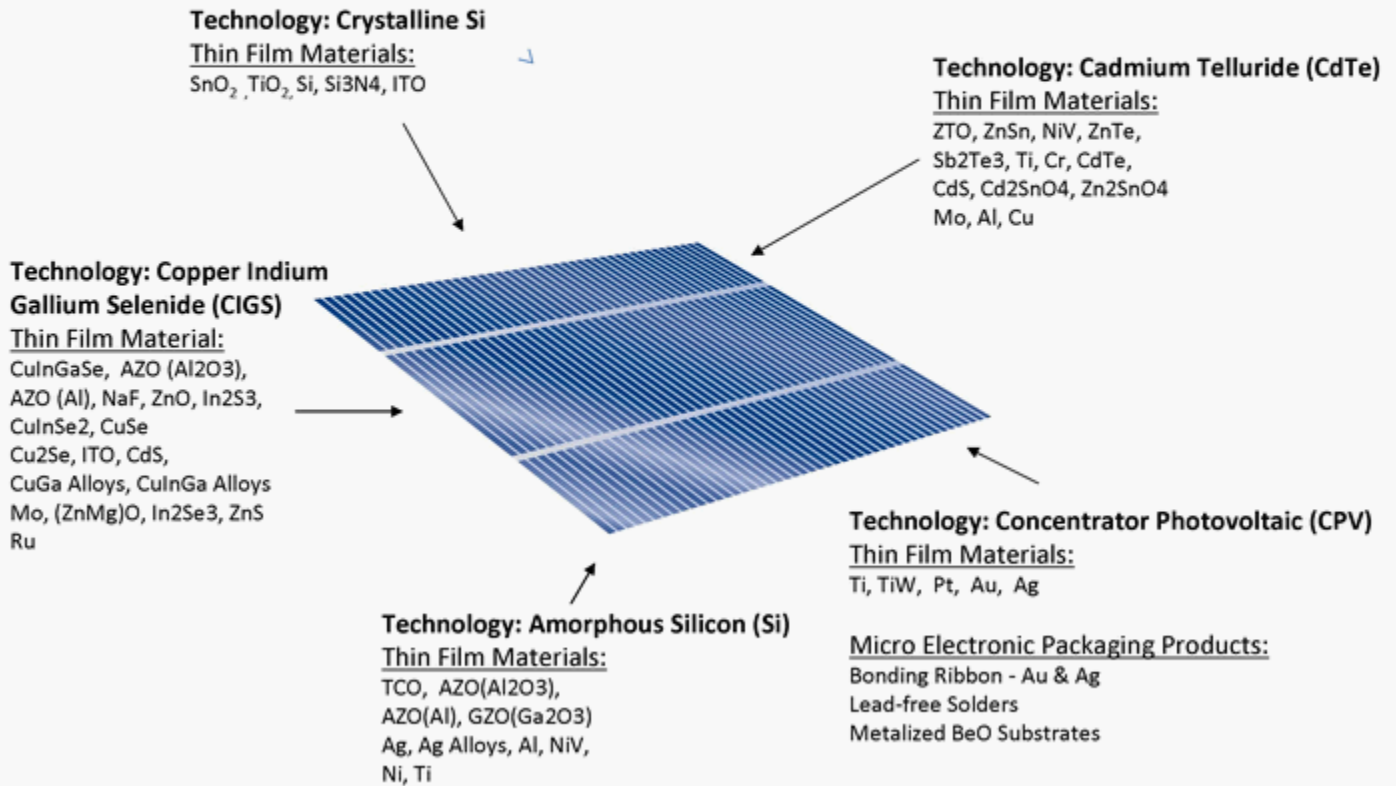 Technology: Crystalline Si
Thin Film Materials:
SnO₂, TiO₂, Si, Si3N4, ITO
Technology: Cadmium Telluride (CdTe)
Thin Film Materials:
ZTO, ZnSn, NiV, ZnTe,
Sb2Te3, Ti, Cr, CdTe,
CdS, Cd2SnO4, Zn2SnO4
Mo, Al, Cu
Technology: Copper Indium
Gallium Selenide (CIGS)
Thin Film Material:
CuInGaSe, AZO (Al2O3),
AZO (Al), NaF, ZnO, In2S3,
CuInSe2, CuSe
Cu2Se, ITO, CdS,
CuGa Alloys, CuInGa Alloys
Mo, (ZnMg)O, In2Se3, ZnS
Ru
Technology: Concentrator Photovoltaic (CPV)
Thin Film Materials:
Ti, TiW, Pt, Au, Ag
Micro Electronic Packaging Products:
Bonding Ribbon - Au & Ag
Lead-free Solders
Metalized BeO Substrates
Technology: Amorphous Silicon (Si)
Thin Film Materials:
TCO, AZO(Al2O3),
AZO(Al), GZO(Ga2O3)
Ag, Ag Alloys, Al, NiV,
Ni, Ti